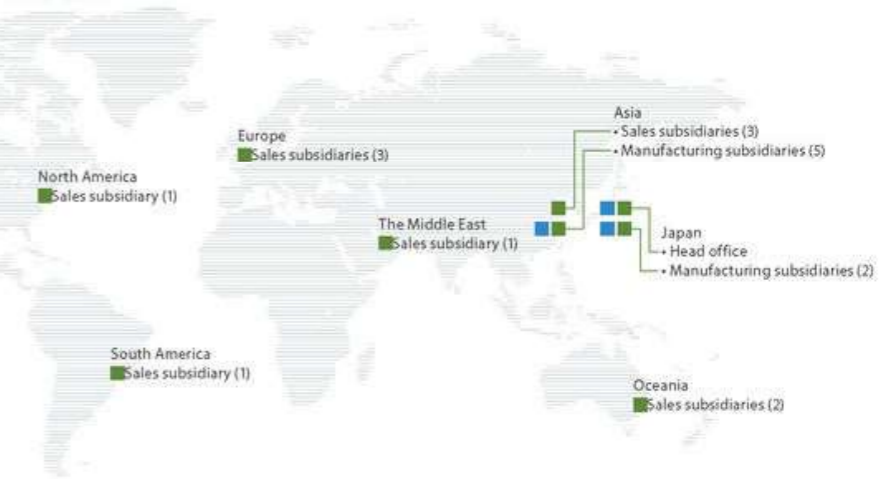 Asia
• Sales subsidiaries (3)
• Manufacturing subsidiaries (5)
Europe
Sales subsidiaries (3)
North America
Sales subsidiary (1)
The Middle East
Sales subsidiary (1)
Japan
• Head office
• Manufacturing subsidiaries (2)
South America
Sales subsidiary (1)
Oceania
Sales subsidiaries (2)